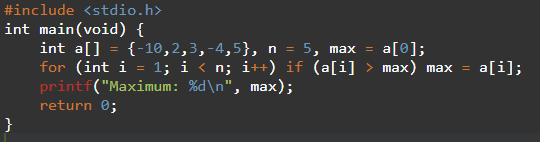 #include <stdio.h>
int main(void) {
    int a[] = {-10,2,3,-4,5}, n = 5, max = a[0];
    for (int i = 1; i < n; i++) if (a[i] > max) max = a[i];
    printf("Maximum: %d\n", max);
    return 0;
}